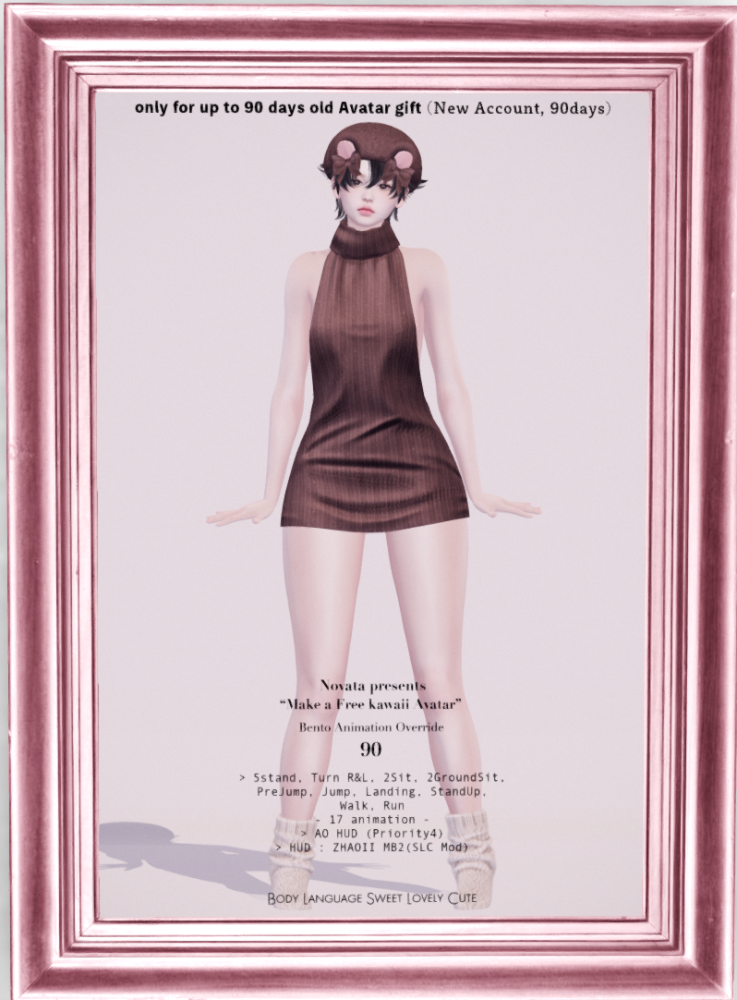 only for up to 90 days old Avatar gift (New Account, 90days)
Novata presents
“Make a Free kawaii Avatar”
Bento Animation Override
90
> 5stand, Turn R&L, 2Sit, 2GroundSit,
PreJump, Jump, Landing, StandUp,
Walk, Run
- 17 animation -
> AO HUD (Priority4)
> HUD : ZHAOII MB2(SLC Mod)
BODY LANGUAGE SWEET LOVELY CUTE